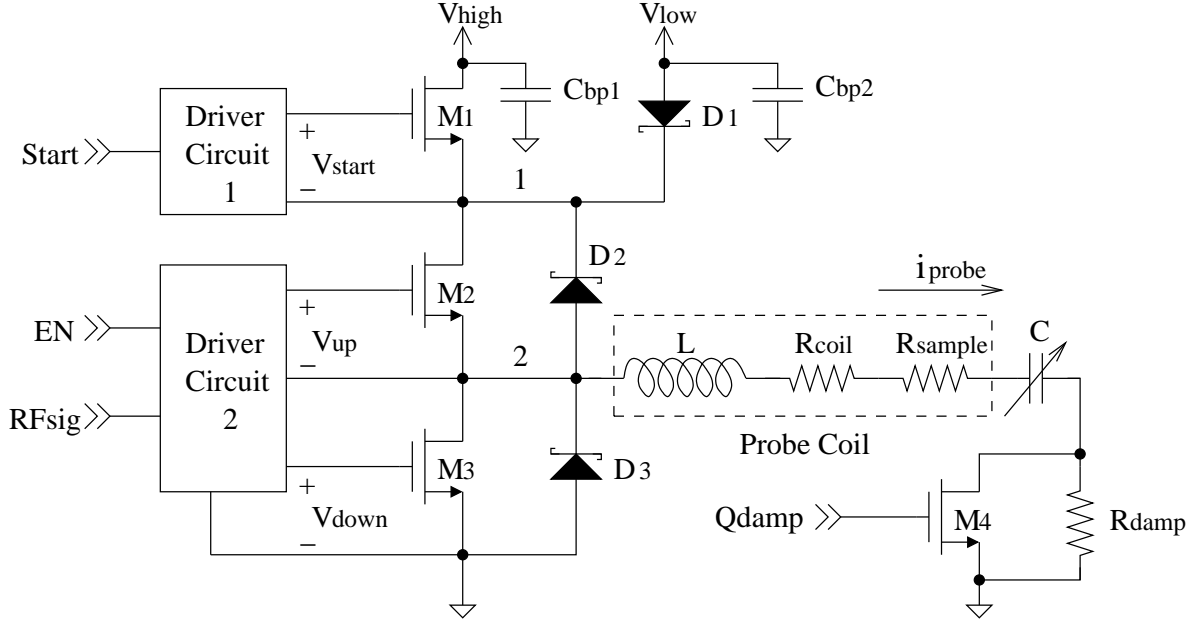 Vhigh
Vlow
Cbp1
Cbp2
Driver
Circuit
1
M1
D1
Start
+
Vstart
−
1
D2
iprobe
Driver
Circuit
2
M2
EN
+
Vup
−
2
L
Rcoil
Rsample
C
RFsig
M3
D3
Probe Coil
+
Vdown
−
Qdamp
M4
Rdamp